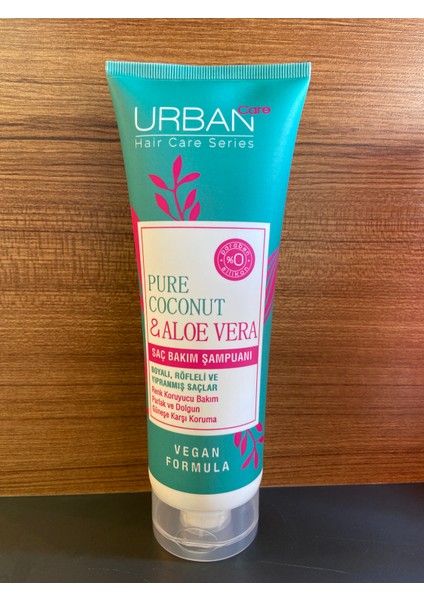 URBAN Care
Hair Care Series
paraben
%0
silikon
PURE
COCONUT
& ALOE VERA
SAÇ BAKIM ŞAMPUANI
BOYALI, RÖFLELİ VE
YIPRANMIŞ SAÇLAR
Renk Koruyucu Bakım
Parlak ve Dolgun
Güneşe Karşı Koruma
VEGAN
FORMULA